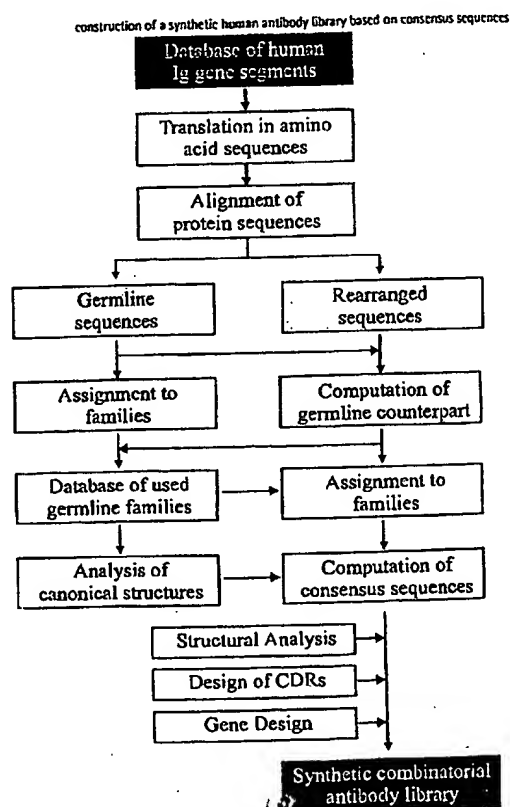 construction of a synthetic human antibody library based on consensus sequences
Database of human
Ig gene segments
Translation in amino
acid sequences
Alignment of
protein sequences
Germline
sequences
Rearranged
sequences
Assignment to
families
Computation of
germline counterpart
Database of used
germline families
Assignment to
families
Analysis of
canonical structures
Computation of
consensus sequences
Structural Analysis
Design of CDRs
Gene Design
Synthetic combinatorial
antibody library